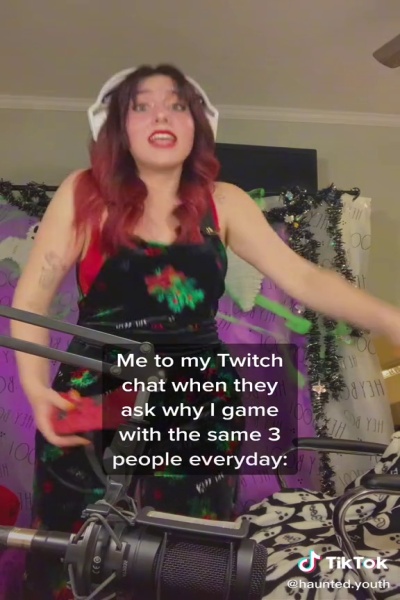 Me to my Twitch
chat when they
ask why I game
with the same 3
people everyday:
TikTok
@haunted.youth